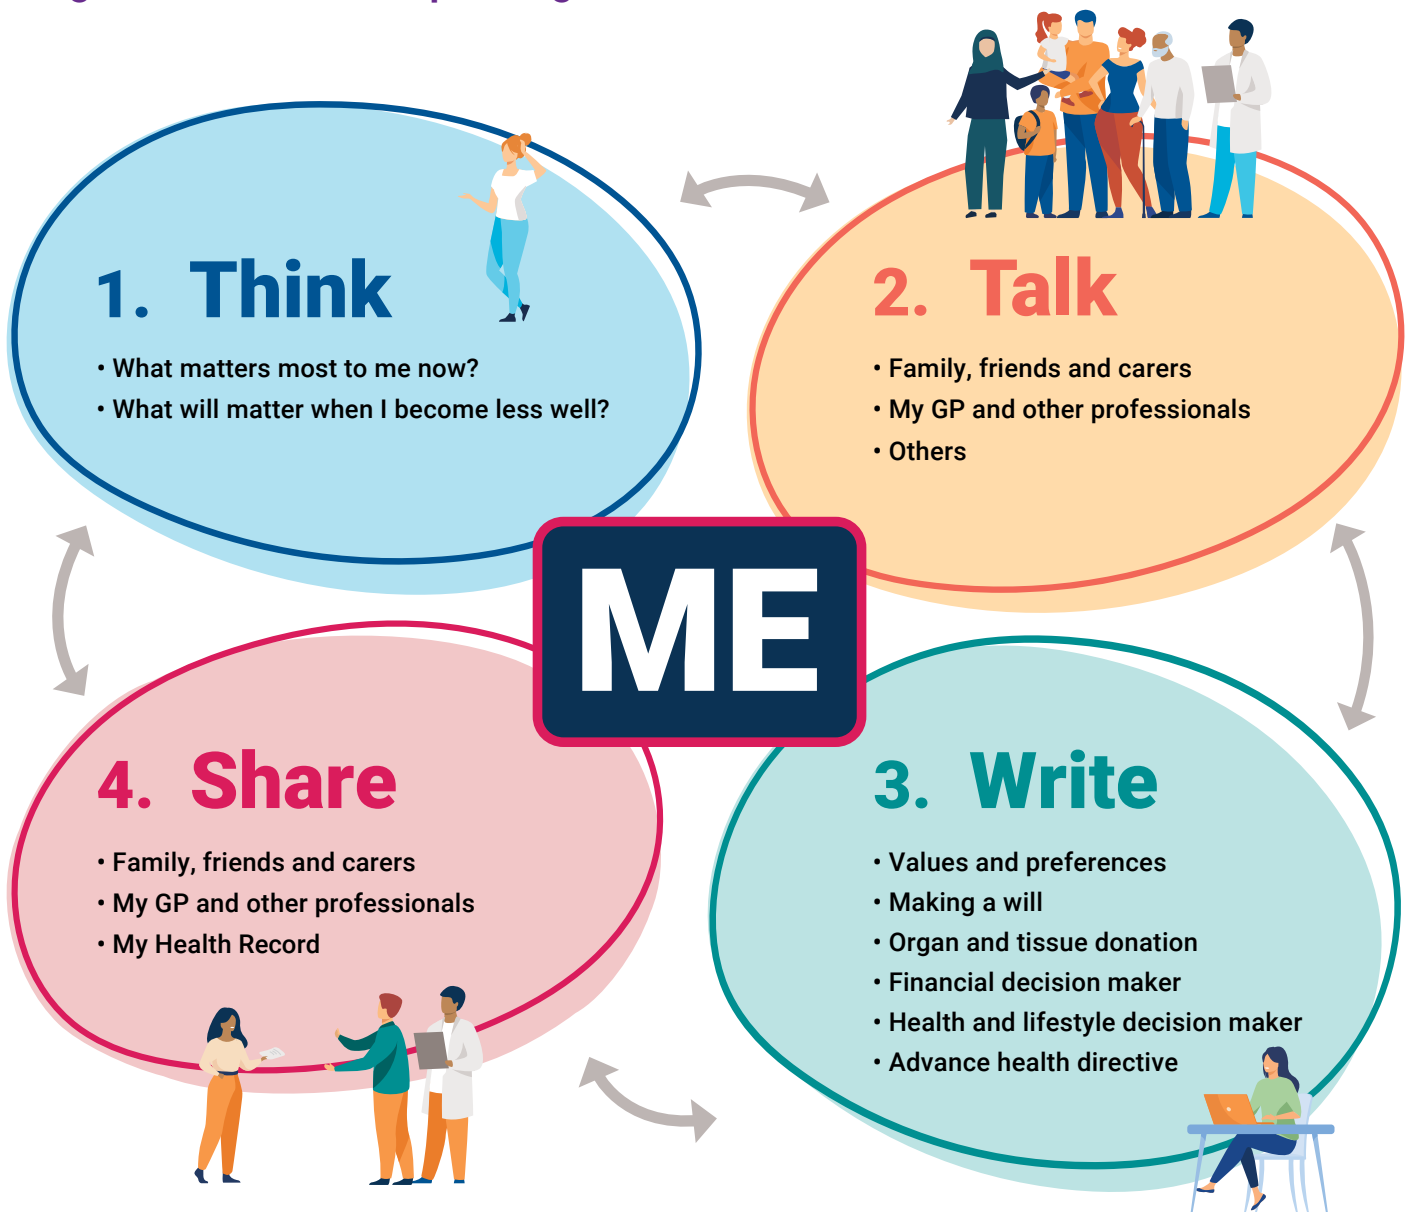 1. Think
• What matters most to me now?
• What will matter when I become less well?
2. Talk
• Family, friends and carers
• My GP and other professionals
• Others
ME
4. Share
• Family, friends and carers
• My GP and other professionals
• My Health Record
3. Write
• Values and preferences
• Making a will
• Organ and tissue donation
• Financial decision maker
• Health and lifestyle decision maker
• Advance health directive